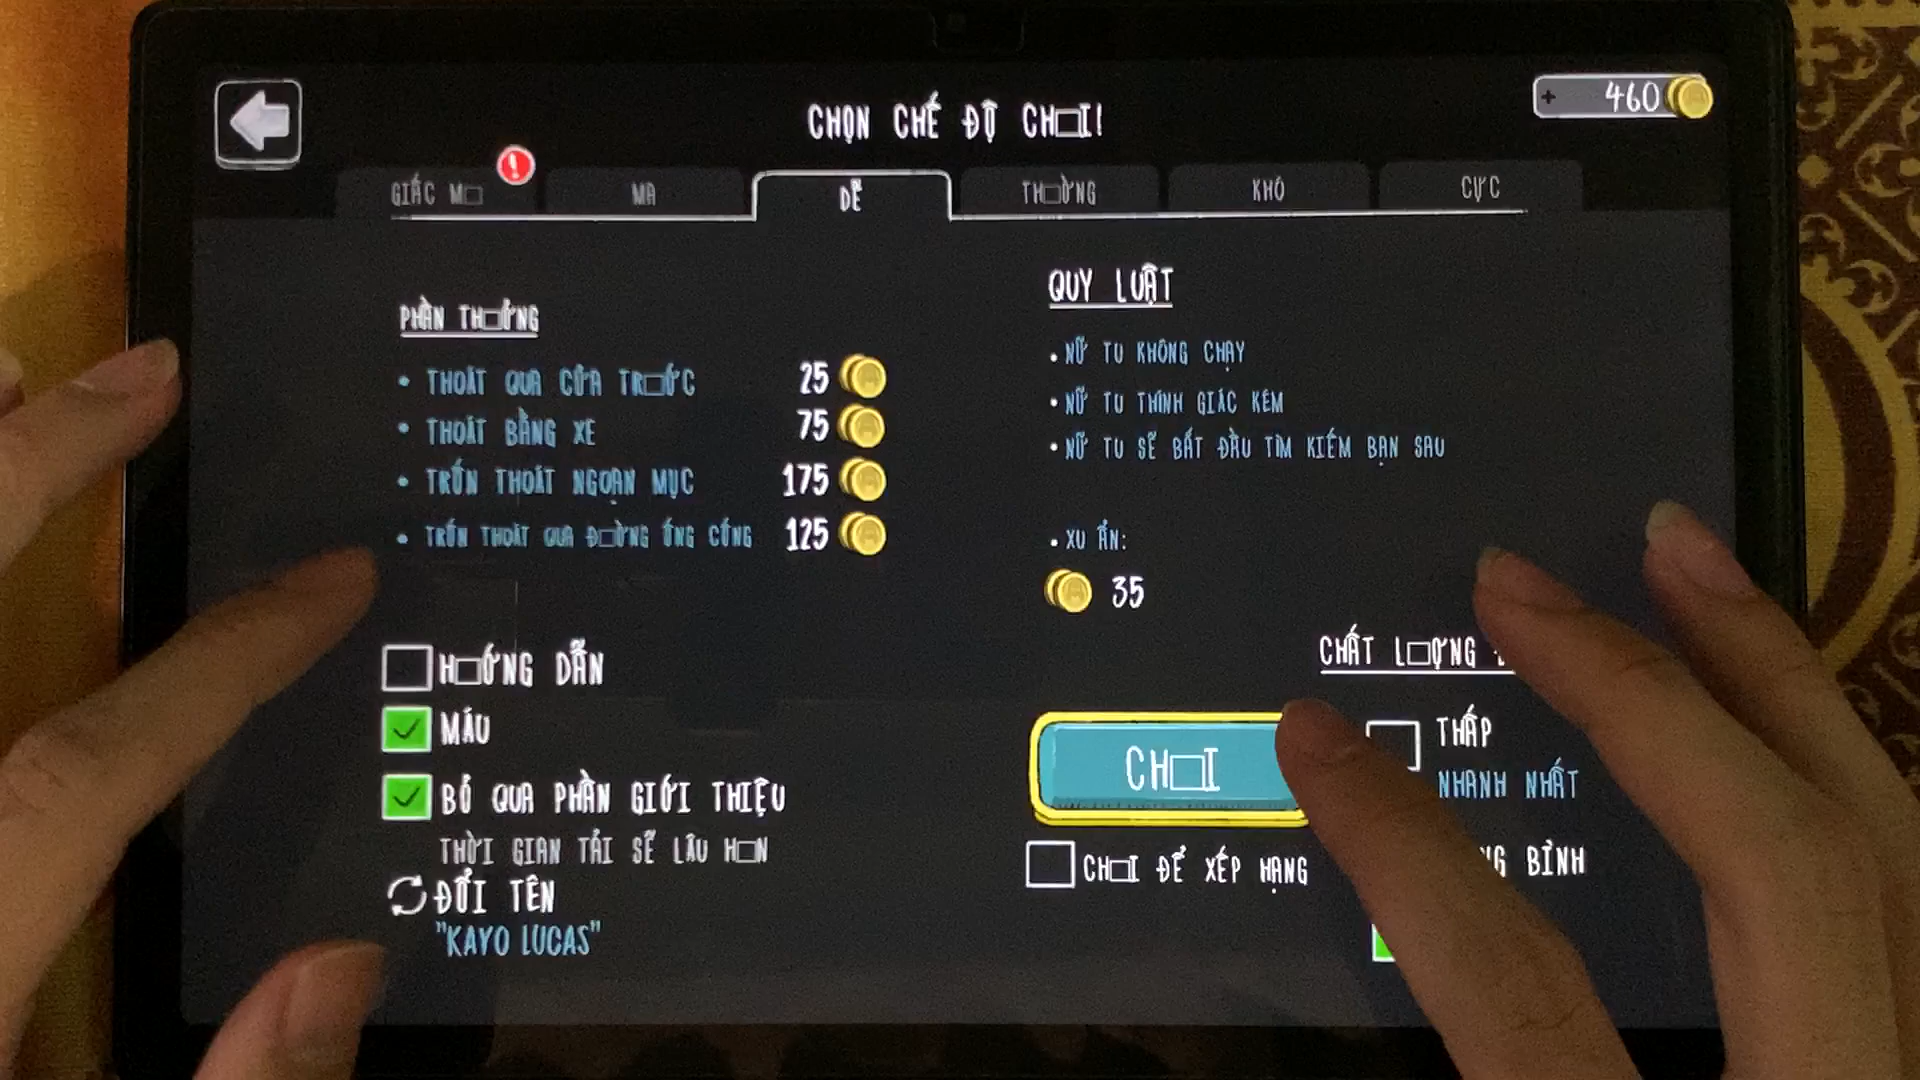 460
CHỌN CHẾ ĐỘ CH□I!
GIẤC M□
MA
DỄ
TH□ỜNG
KHÓ
CỰC
PHẦN TH□ỞNG
• THOÁT QUA CỬA TR□ỚC 25
• THOÁT BẰNG XE 75
• TRỐN THOÁT NGOẠN MỤC 175
• TRỐN THOÁT QUA Đ□ỜNG ỐNG CỐNG 125
QUY LUẬT
• NỮ TU KHÔNG CHẠY
• NỮ TU THÍNH GIÁC KÉM
• NỮ TU SẼ BẮT ĐẦU TÌM KIẾM BẠN SAU
• XU ẨN:
35
H□ỚNG DẪN
MÁU
BỎ QUA PHẦN GIỚI THIỆU
THỜI GIAN TẢI SẼ LÂU H□N
ĐỔI TÊN
"KAYO LUCAS"
CH□I
CH□I ĐỂ XẾP HẠNG
CHẤT L□ỢNG
THẤP
NHANH NHẤT
BÌNH